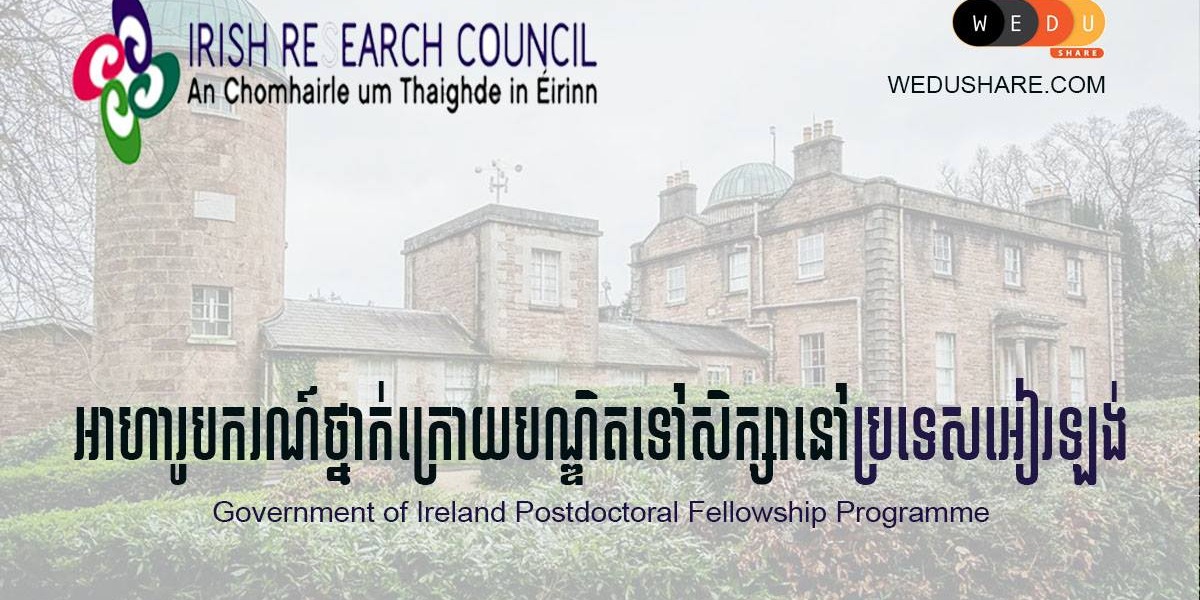 IRISH RESEARCH COUNCIL
An Chomhairle um Thaighde in Éirinn
WEDU
SHARE
WEDUSHARE.COM
អាហារូបករណ៍ថ្នាក់ក្រោយបណ្ឌិតទៅសិក្សានៅប្រទេសអៀរឡង់
Government of Ireland Postdoctoral Fellowship Programme